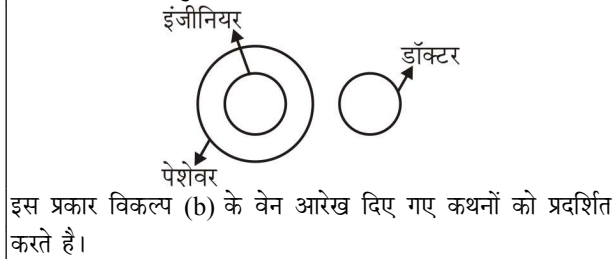 इंजीनियर
डॉक्टर
पेशेवर
इस प्रकार विकल्प (b) के वेन आरेख दिए गए कथनों को प्रदर्शित
करते है।